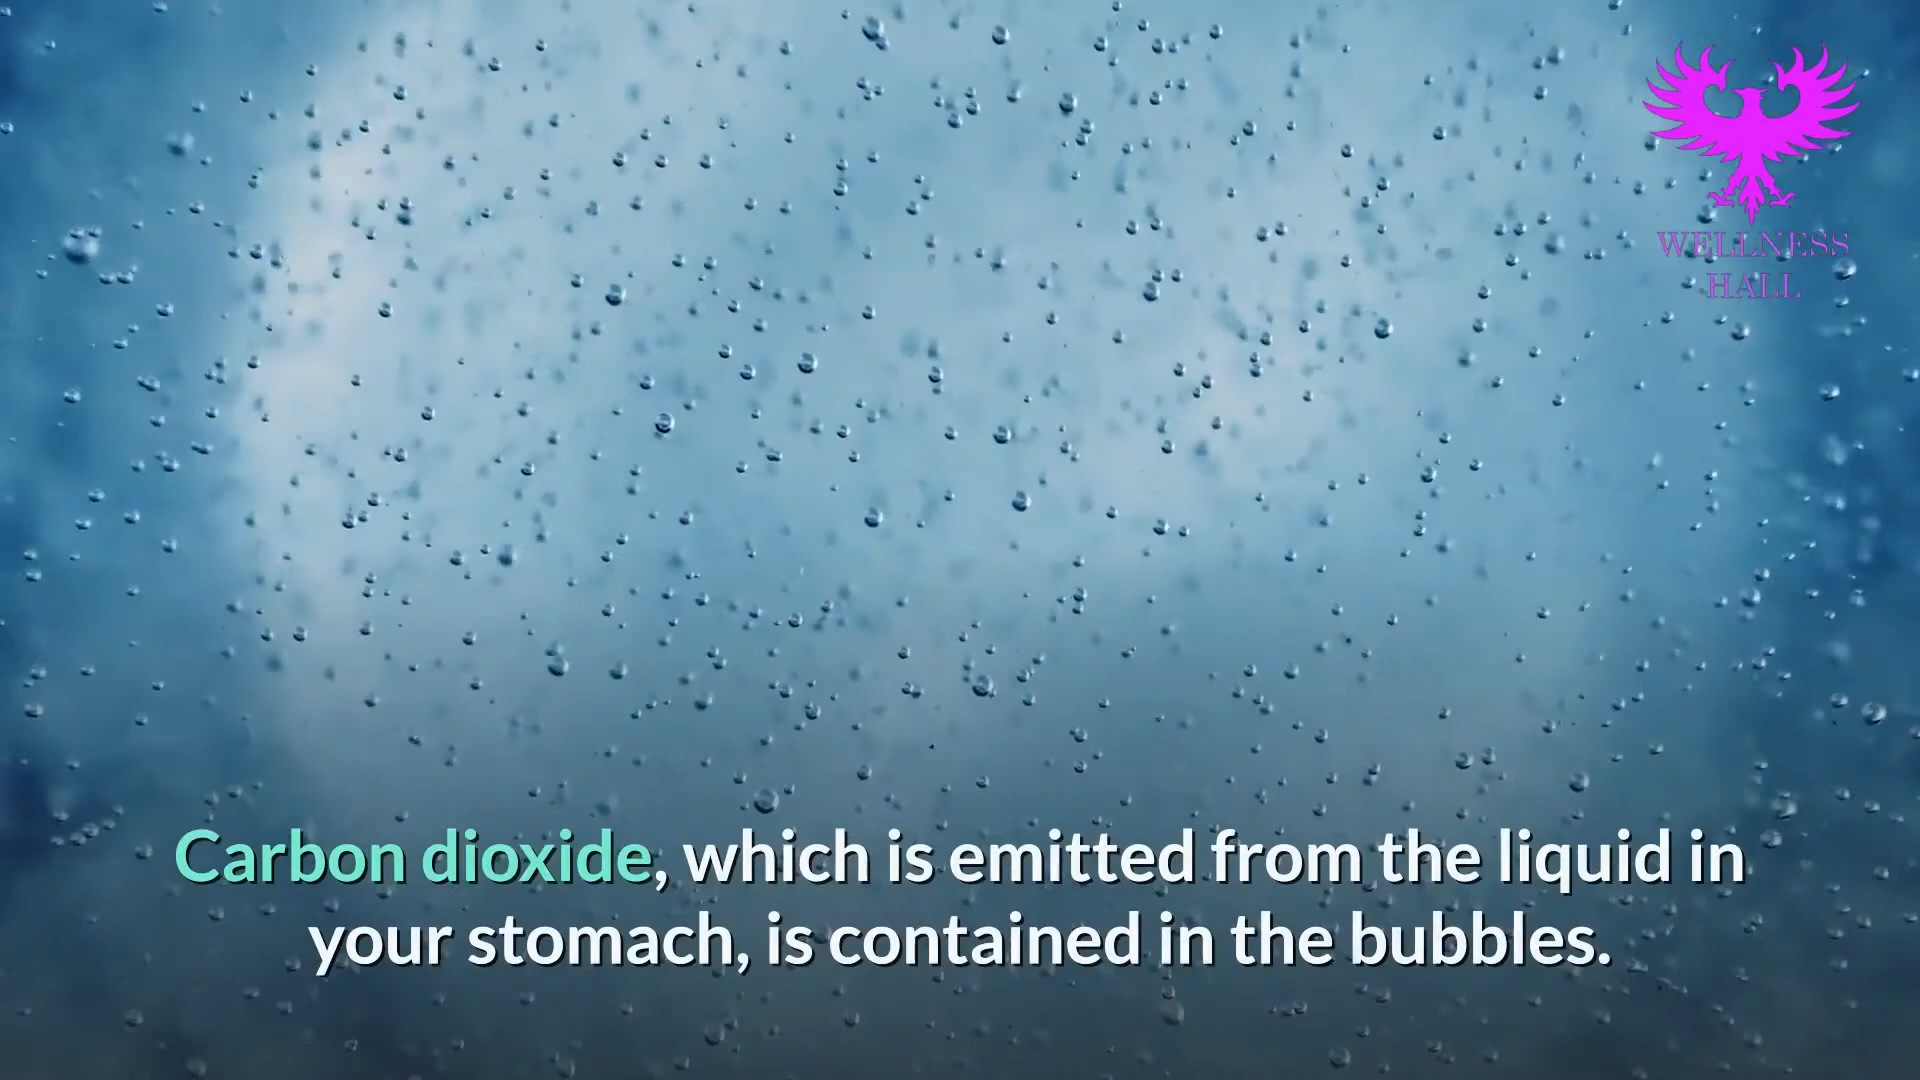 WELLNESS
HALL
Carbon dioxide, which is emitted from the liquid in
your stomach, is contained in the bubbles.